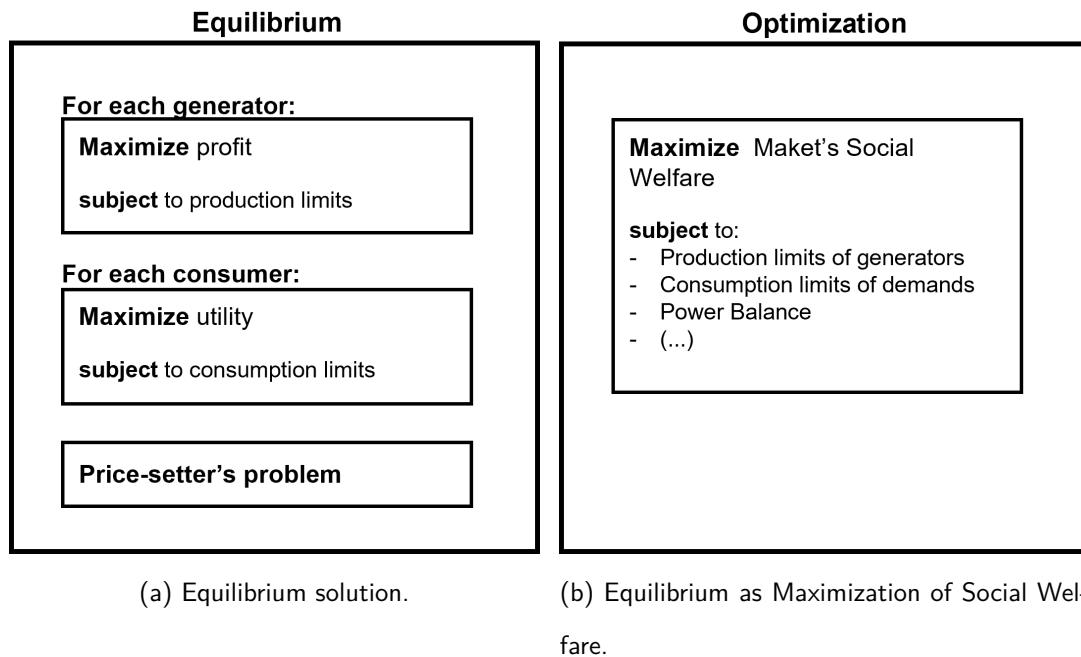 Equilibrium
For each generator:
Maximize profit
subject to production limits
For each consumer:
Maximize utility
subject to consumption limits
Price-setter's problem
(a) Equilibrium solution.
Optimization
Maximize Maket's Social
Welfare
subject to:
- Production limits of generators
- Consumption limits of demands
- Power Balance
- (...)
(b) Equilibrium as Maximization of Social Wel-
fare.